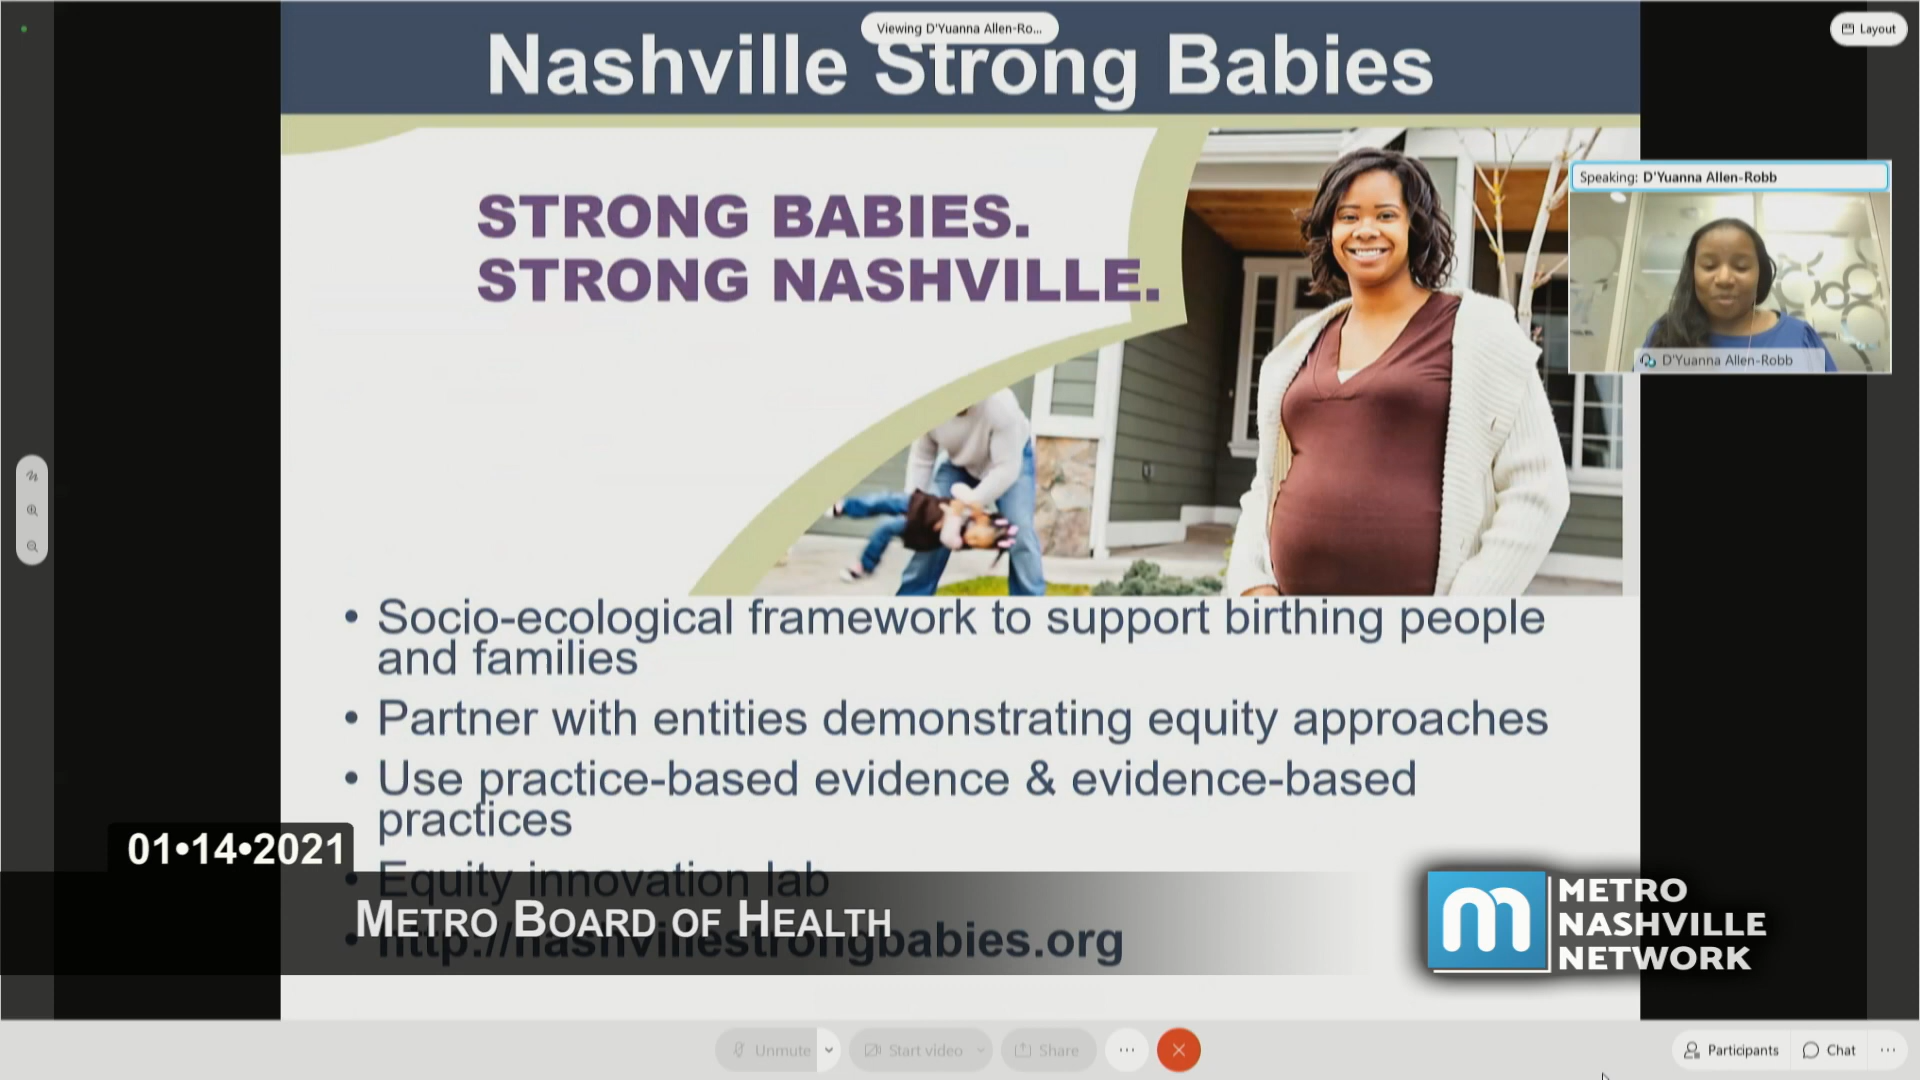 Viewing D'Yuanna Allen-Ro...
Layout
Nashville Strong Babies
STRONG BABIES.
STRONG NASHVILLE.
Speaking: D'Yuanna Allen-Robb
D'Yuanna Allen-Robb
• Socio-ecological framework to support birthing people
and families
• Partner with entities demonstrating equity approaches
• Use practice-based evidence & evidence-based
practices
• Equity innovation lab
• http://nashvillestrongbabies.org
01•14•2021
METRO BOARD OF HEALTH
m
METRO
NASHVILLE
NETWORK
Unmute
Start video
Share
Participants
Chat